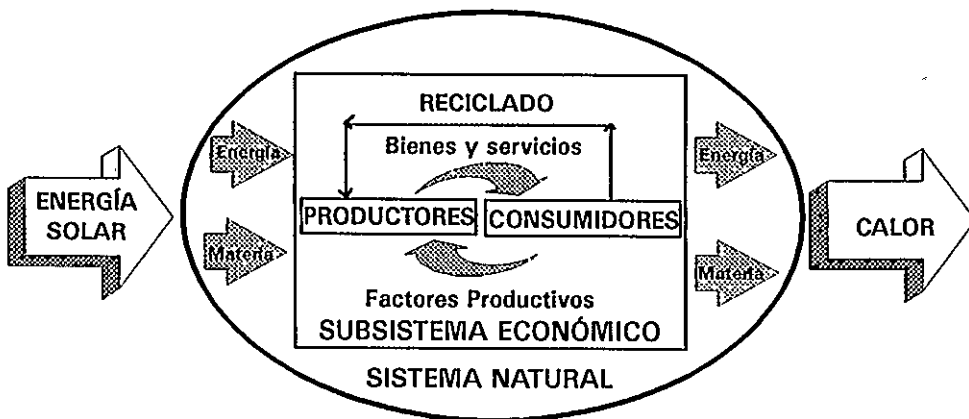 RECICLADO
Energía
Bienes y servicios
Energía
ENERGÍA
SOLAR
PRODUCTORES
CONSUMIDORES
CALOR
Materia
Materia
Factores Productivos
SUBSISTEMA ECONÓMICO
SISTEMA NATURAL